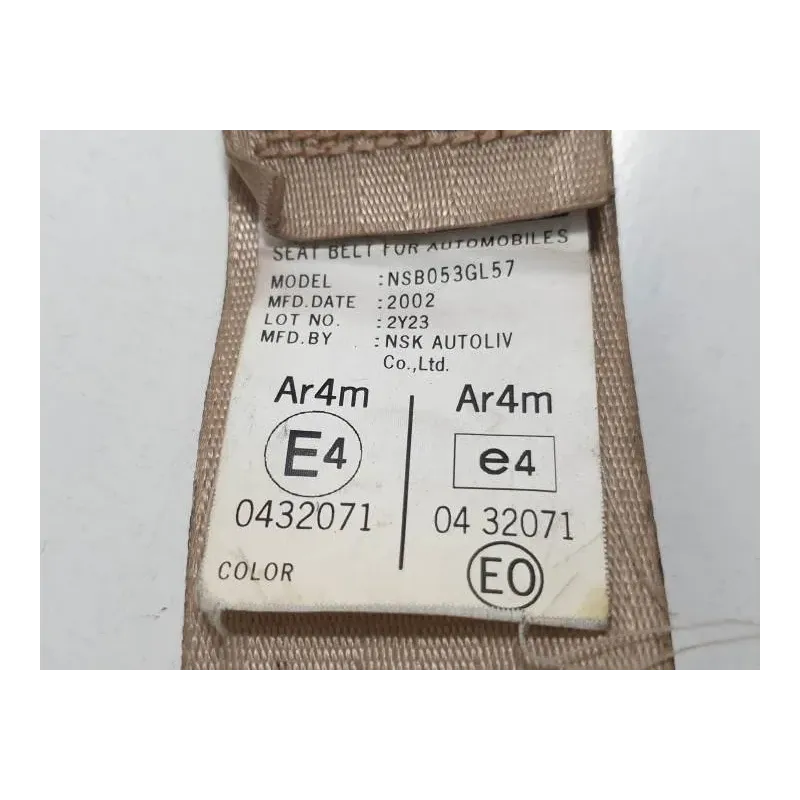 SEAT BELT FOR AUTOMOBILES
MODEL :NSB053GL57
MFD.DATE :2002
LOT NO. :2Y23
MFD.BY :NSK AUTOLIV
Co.,Ltd.
Ar4m Ar4m
E4 e4
0432071 04 32071
COLOR EO